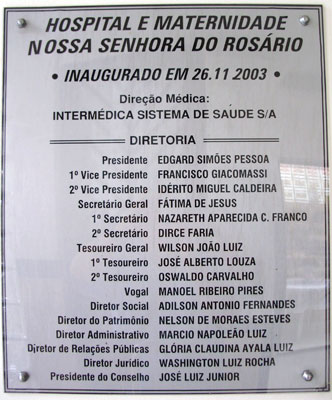 HOSPITAL E MATERNIDADE
NOSSA SENHORA DO ROSÁRIO
• INAUGURADO EM 26.11 2003 •
Direção Médica:
INTERMÉDICA SISTEMA DE SAÚDE S/A
DIRETORIA
Presidente EDGARD SIMÕES PESSOA
1º Vice Presidente FRANCISCO GIACOMASSI
2º Vice Presidente IDÉRITO MIGUEL CALDEIRA
Secretário Geral FÁTIMA DE JESUS
1º Secretário NAZARETH APARECIDA C. FRANCO
2º Secretário DIRCE FARIA
Tesoureiro Geral WILSON JOÃO LUIZ
1º Tesoureiro JOSÉ ALBERTO LOUZA
2º Tesoureiro OSWALDO CARVALHO
Vogal MANOEL RIBEIRO PIRES
Diretor Social ADILSON ANTONIO FERNANDES
Diretor do Patrimônio NELSON DE MORAES ESTEVES
Diretor Administrativo MARCIO NAPOLEÃO LUIZ
Diretor de Relações Públicas GLÓRIA CLAUDINA AYALA LUIZ
Diretor Jurídico WASHINGTON LUIZ ROCHA
Presidente do Conselho JOSÉ LUIZ JUNIOR